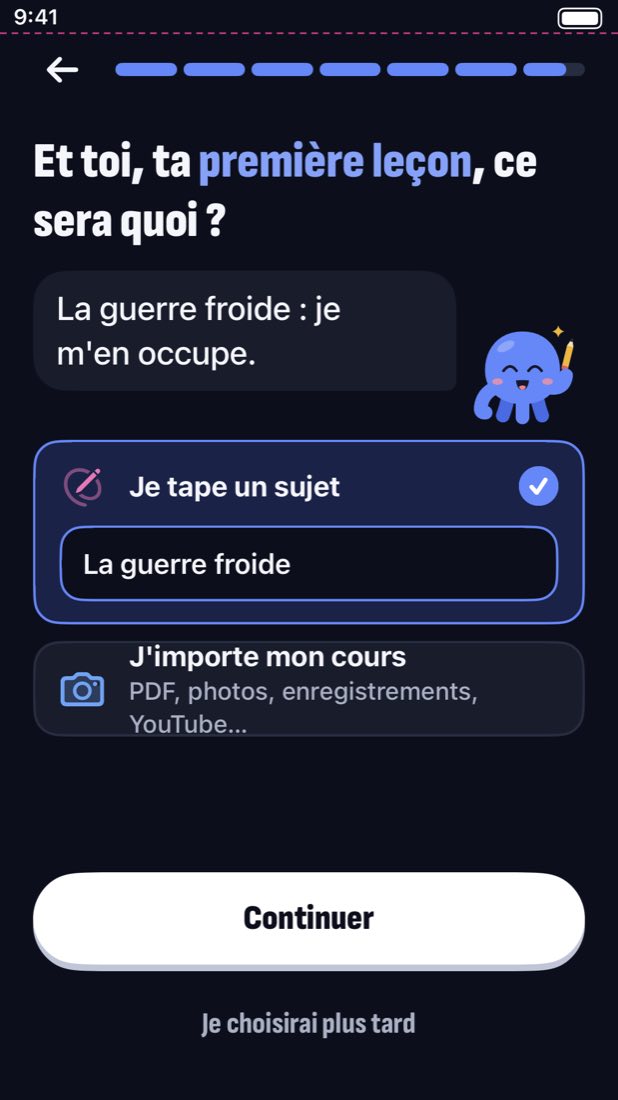 9:41
Et toi, ta première leçon, ce
sera quoi ?
La guerre froide : je
m'en occupe.
Je tape un sujet
La guerre froide
J'importe mon cours
PDF, photos, enregistrements,
YouTube...
Continuer
Je choisirai plus tard